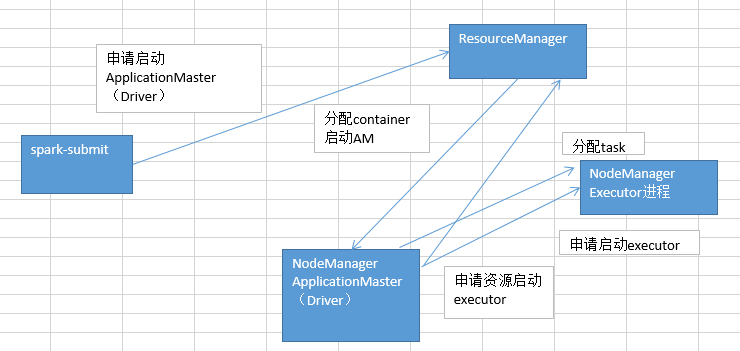 ResourceManager
申请启动
ApplicationMaster
（Driver）
分配container
启动AM
spark-submit
分配task
NodeManager
Executor进程
申请启动executor
NodeManager
ApplicationMaster
（Driver）
申请资源启动
executor